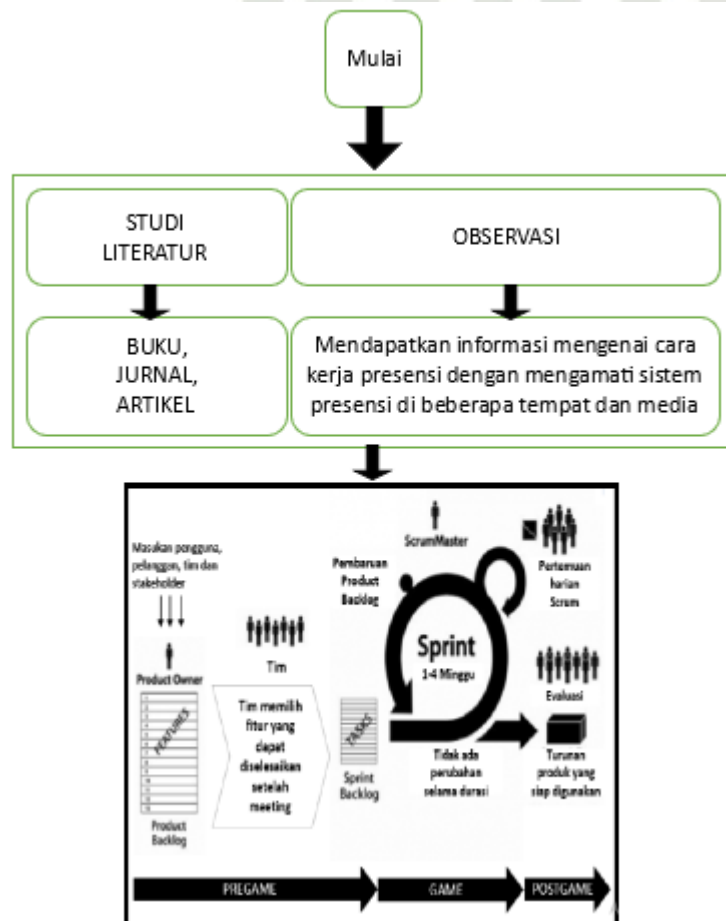 Mulai
STUDI
LITERATUR
OBSERVASI
BUKU,
JURNAL,
ARTIKEL
Mendapatkan informasi mengenai cara
kerja presensi dengan mengamati sistem
presensi di beberapa tempat dan media
Masukan pengguna,
pelanggan, tim dan
stakeholder
Product Owner
FEATURES
Product
Backlog
Tim
Tim memilih
fitur yang
dapat
diselesaikan
setelah
meeting
Pembaruan
Product
Backlog
TASKS
Sprint
Backlog
ScrumMaster
Sprint
1-4 Minggu
Tidak ada
perubahan
selama durasi
Pertemuan
harian
Scrum
Evaluasi
Turunan
produk yang
siap digunakan
PREGAME
GAME
POSTGAME